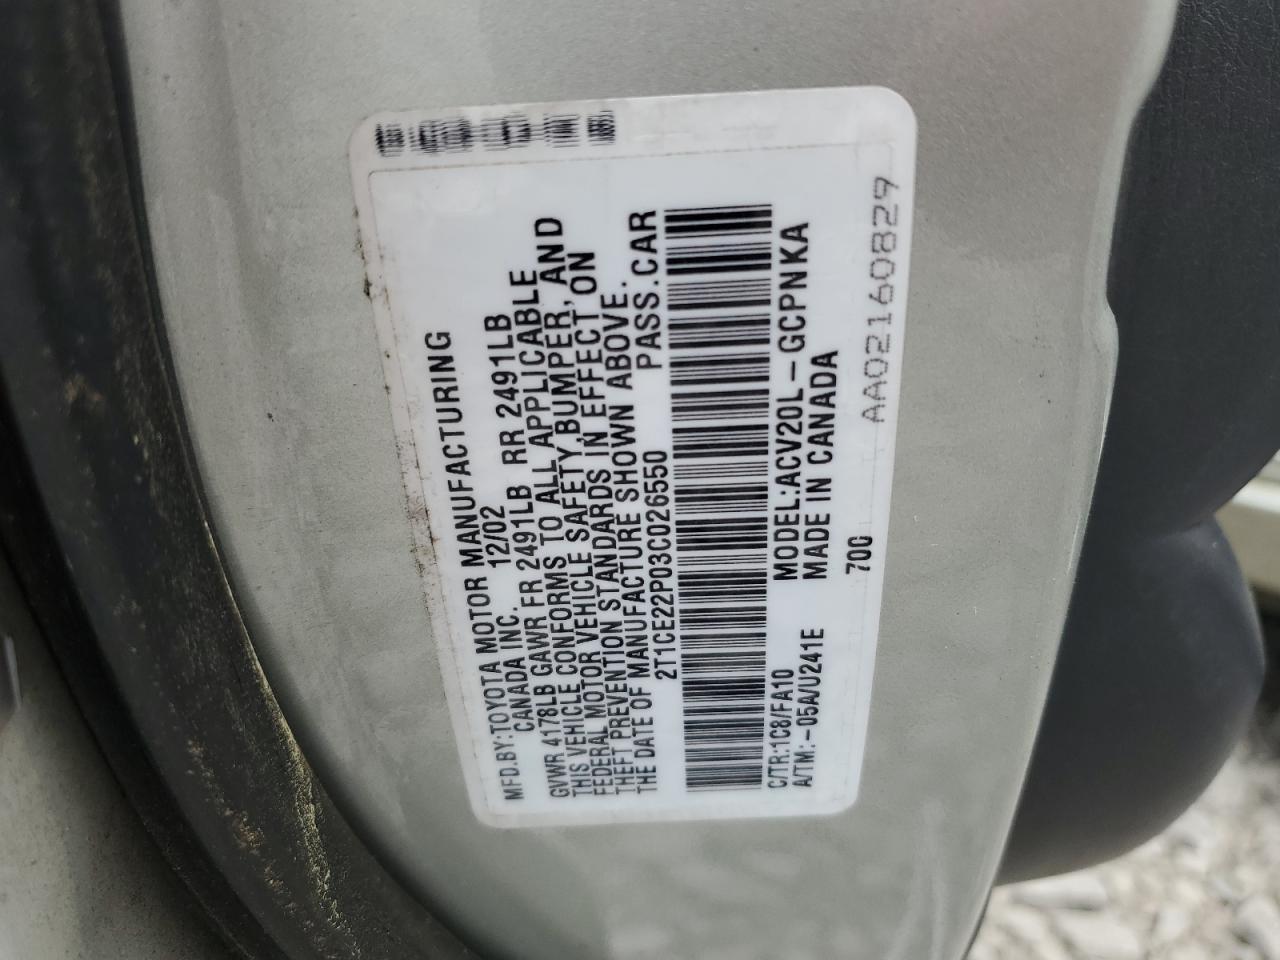 MFD.BY:TOYOTA MOTOR MANUFACTURING
CANADA INC. 12/02
GVWR 4178LB GAWR FR 2491LB RR 2491LB
THIS VEHICLE CONFORMS TO ALL APPLICABLE
FEDERAL MOTOR VEHICLE SAFETY, BUMPER, AND
THEFT PREVENTION STANDARDS IN EFFECT ON
THE DATE OF MANUFACTURE SHOWN ABOVE.
2T1CE22P03C026550 PASS.CAR
C/TR:1C8/FA10 MODEL:ACV20L-GCPNKA
A/TM:-05A/U241E MADE IN CANADA
70C
AA02160829